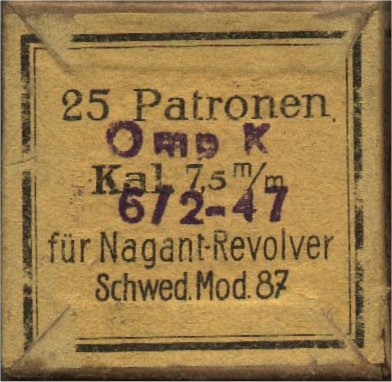 25 Patronen
Omp K
Kal. 7,5 m/m
6/2-47
für Nagant-Revolver
Schwed. Mod. 87